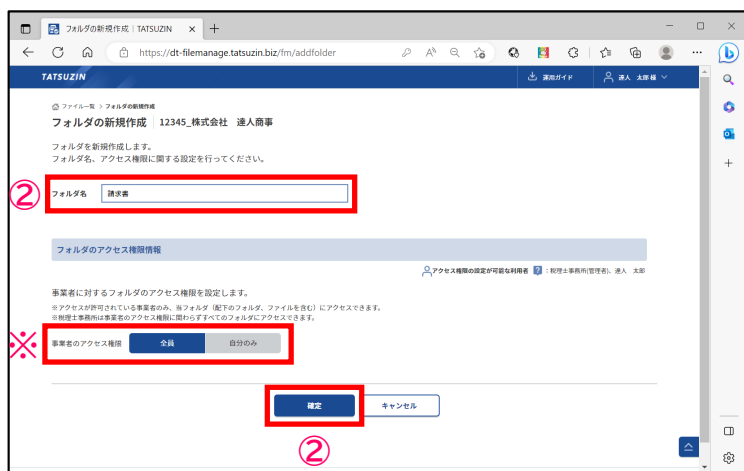 フォルダの新規作成 | TATSUZIN
https://dt-filemanage.tatsuzin.biz/fm/addfolder
TATSUZIN
運用ガイド
達人 太郎 様
ファイル一覧 > フォルダの新規作成
フォルダの新規作成 12345_株式会社 達人商事
フォルダを新規作成します。
フォルダ名、アクセス権限に関する設定を行ってください。
②
フォルダ名 請求書
フォルダのアクセス権限情報
アクセス権限の設定が可能な利用者 ? : 税理士事務所(管理者)、達人 太郎
事業者に対するフォルダのアクセス権限を設定します。
※アクセスが許可されている事業者のみ、当フォルダ（配下のフォルダ、ファイルを含む）にアクセスできます。
※税理士事務所は事業者のアクセス権限に関わらずすべてのフォルダにアクセスできます。
※
事業者のアクセス権限 全員 自分のみ
確定 キャンセル
②